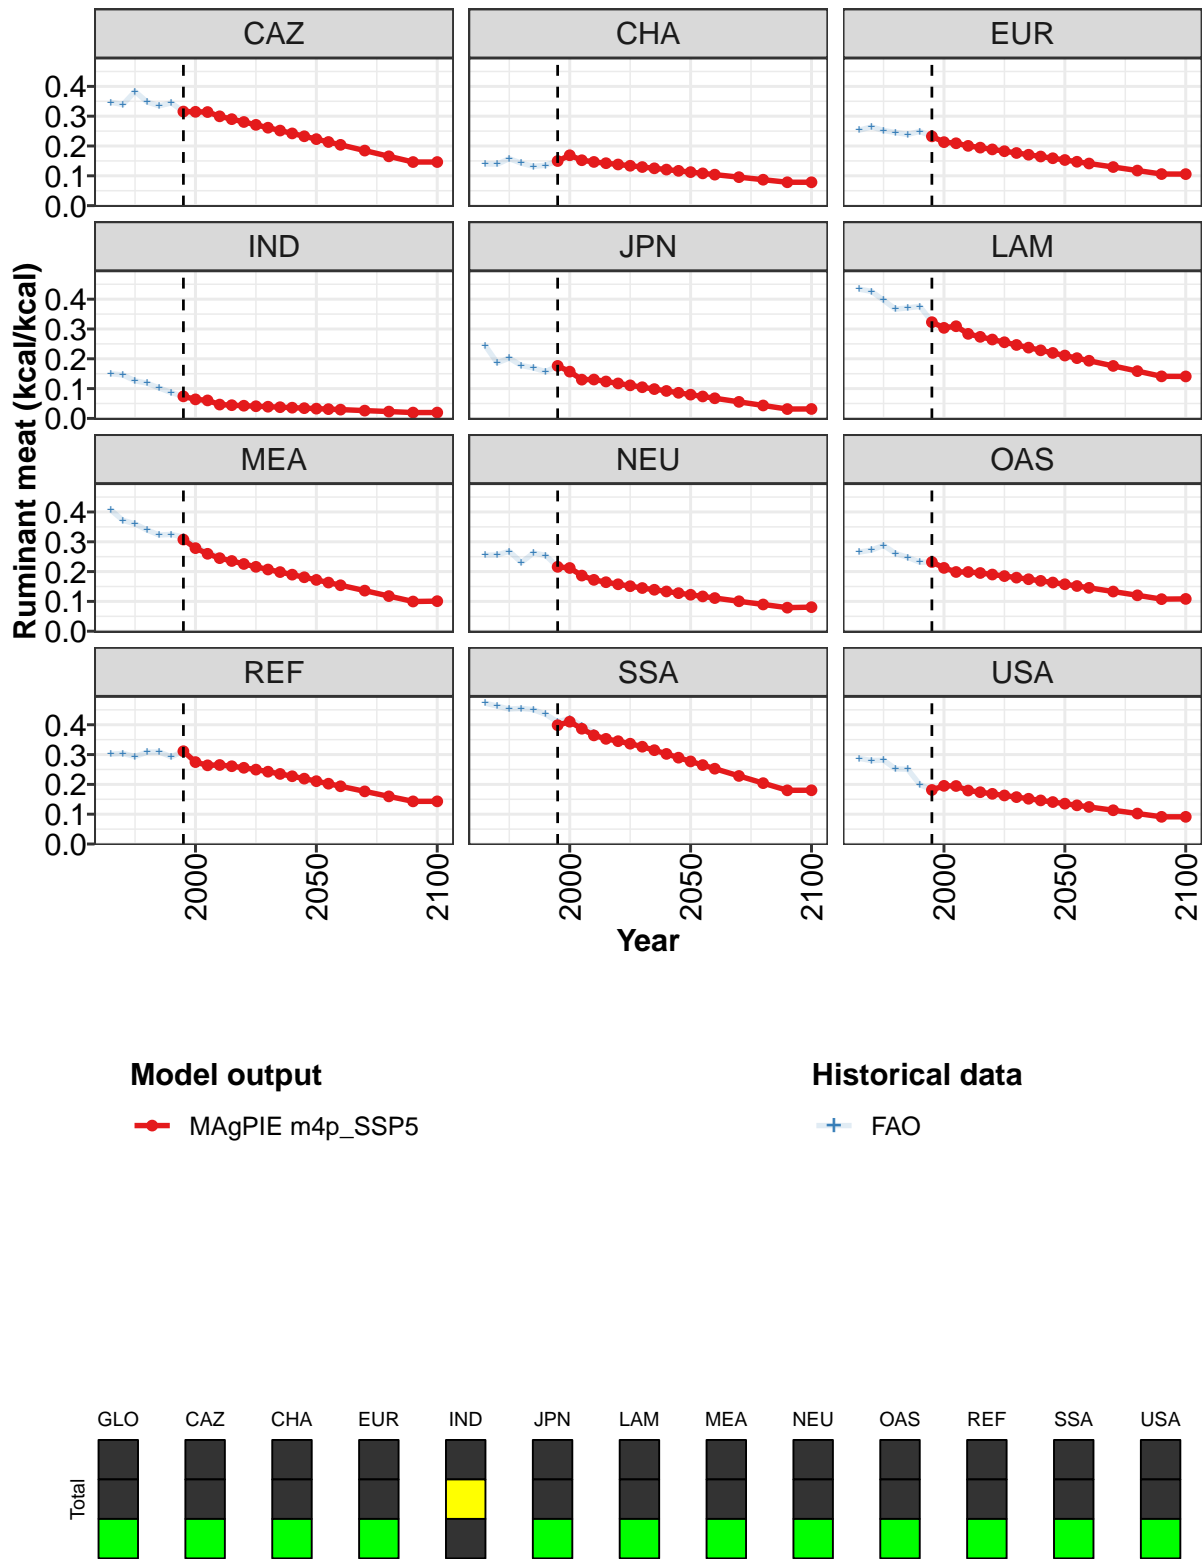 CAZ CHA EUR
0.4
0.3
0.2
0.1
0.0
IND JPN LAM
0.4
0.3
0.2
0.1
0.0
MEA NEU OAS
0.4
0.3
0.2
0.1
0.0
REF SSA USA
0.4
0.3
0.2
0.1
0.0
Ruminant meat (kcal/kcal)
2000 2050 2100 2000 2050 2100 2000 2050 2100
Year
Model output
MAgPIE m4p_SSP5
Historical data
FAO
GLO CAZ CHA EUR IND JPN LAM MEA NEU OAS REF SSA USA
Total